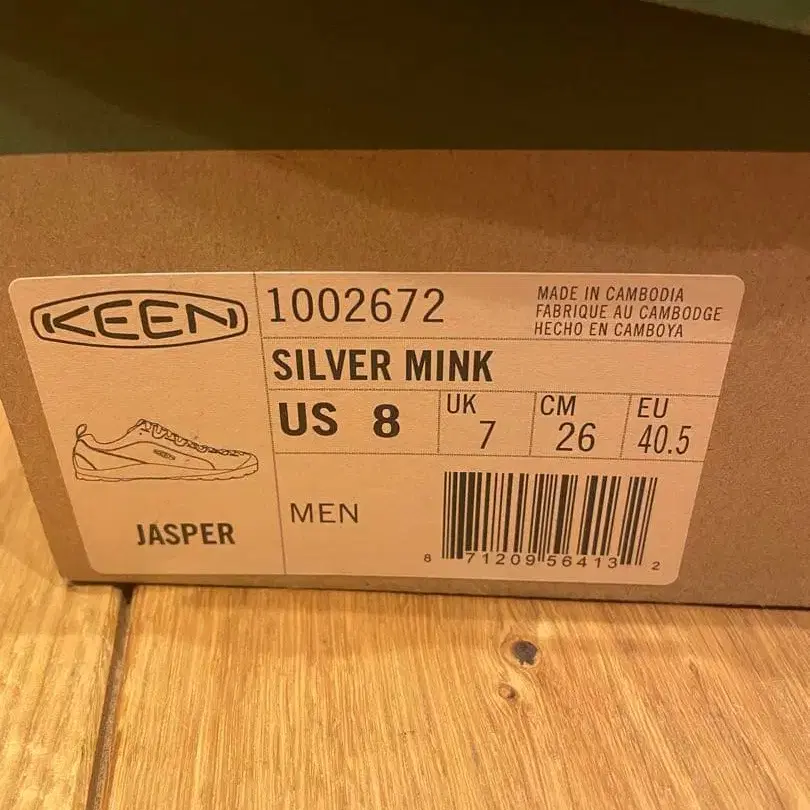 KEEN
1002672
MADE IN CAMBODIA
FABRIQUE AU CAMBODGE
HECHO EN CAMBOYA
SILVER MINK
US 8
UK 7
CM 26
EU 40.5
JASPER
MEN
8 71209 56413 2